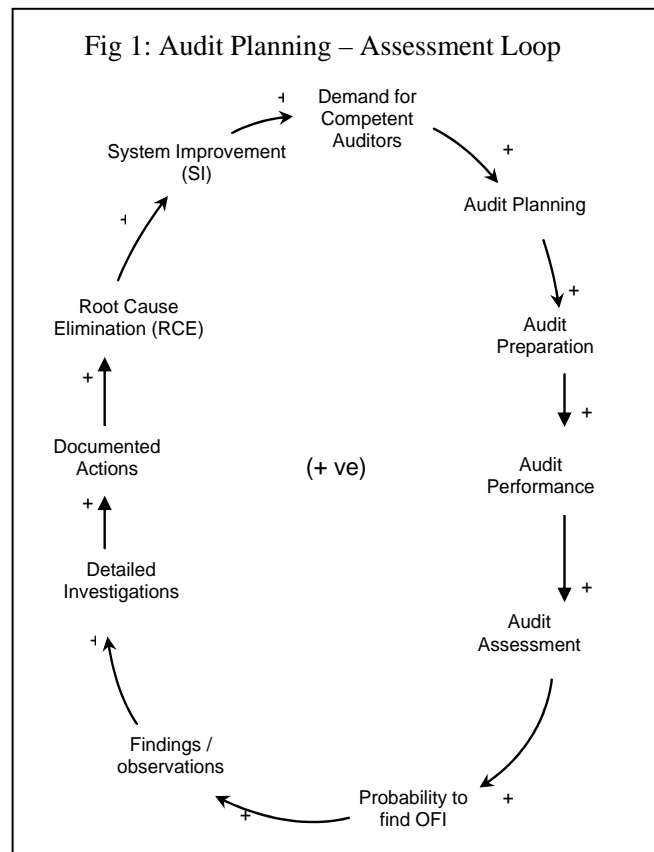 Fig 1: Audit Planning – Assessment Loop
Demand for
Competent
Auditors
+
Audit Planning
+
Audit
Preparation
+
Audit
Performance
+
Audit
Assessment
+
Probability to
find OFI
+
Findings /
observations
+
Detailed
Investigations
+
Documented
Actions
+
Root Cause
Elimination (RCE)
+
System Improvement
(SI)
+
(+ ve)